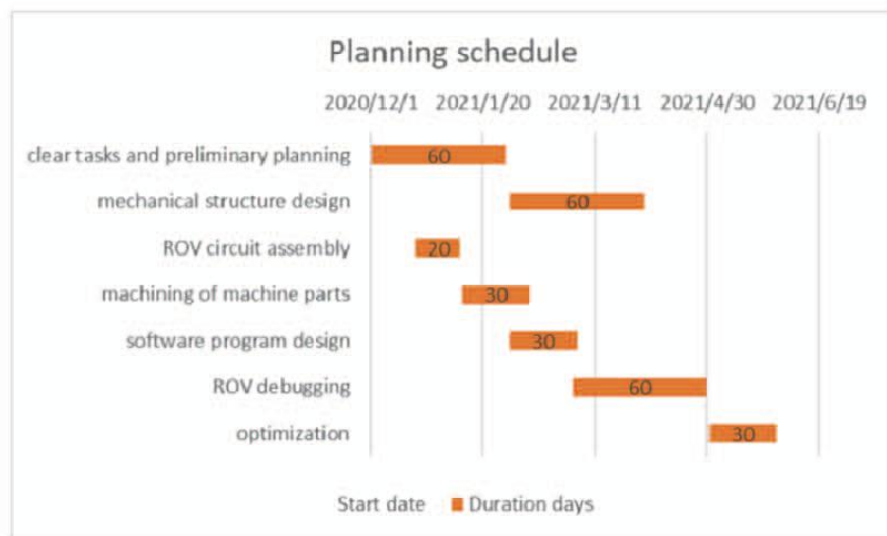 Planning schedule
2020/12/1 2021/1/20 2021/3/11 2021/4/30 2021/6/19
clear tasks and preliminary planning 60
mechanical structure design 60
ROV circuit assembly 20
machining of machine parts 30
software program design 30
ROV debugging 60
optimization 30
Start date Duration days